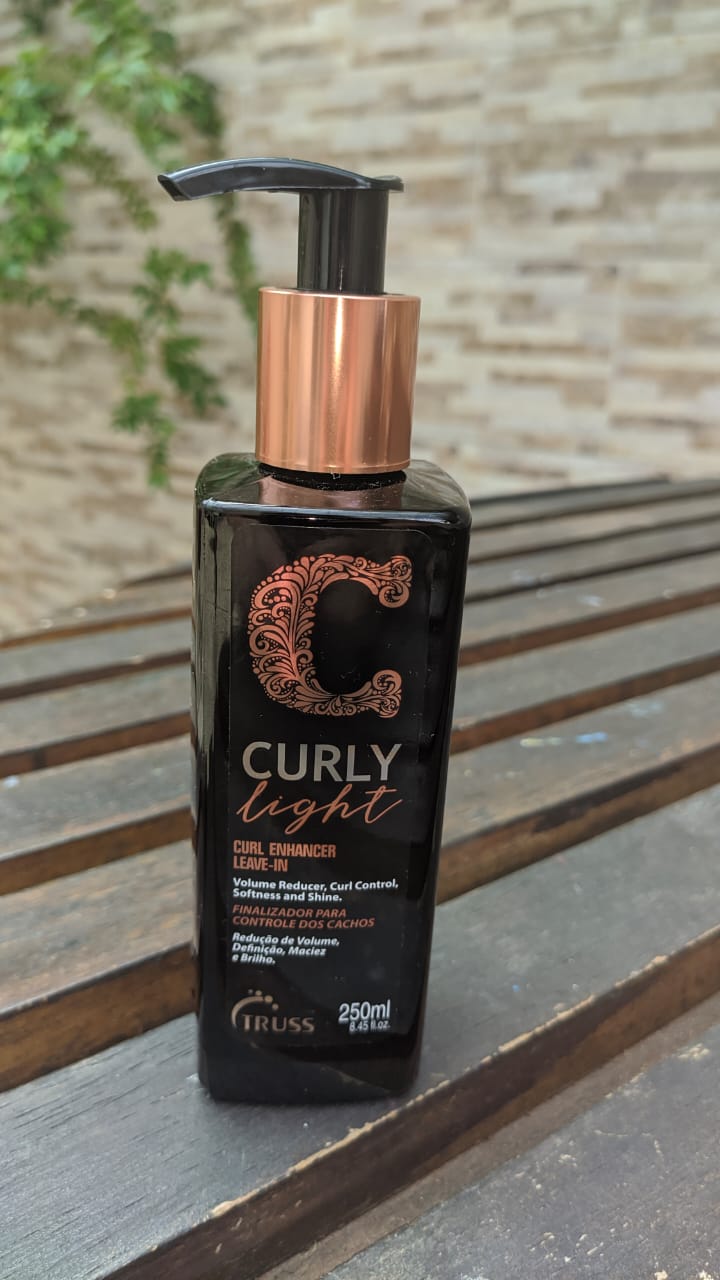 C
CURLY
light
CURL ENHANCER
LEAVE-IN
Volume Reducer, Curl Control,
Softness and Shine.
FINALIZADOR PARA
CONTROLE DOS CACHOS
Redução de Volume,
Definição, Maciez
e Brilho.
TRUSS
250ml
8.45 fl.oz.